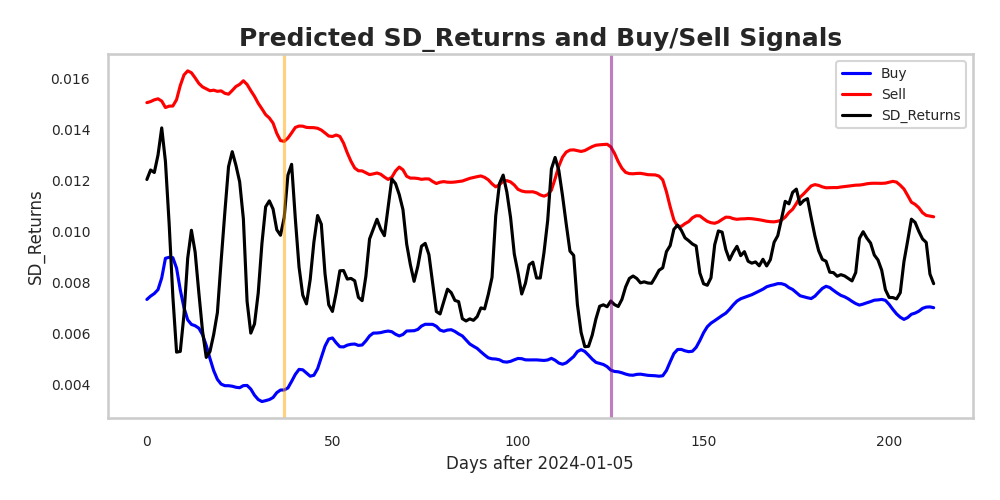 Predicted SD_Returns and Buy/Sell Signals
SD_Returns
0.016
0.014
0.012
0.010
0.008
0.006
0.004
Buy
Sell
SD_Returns
0 50 100 150 200
Days after 2024-01-05